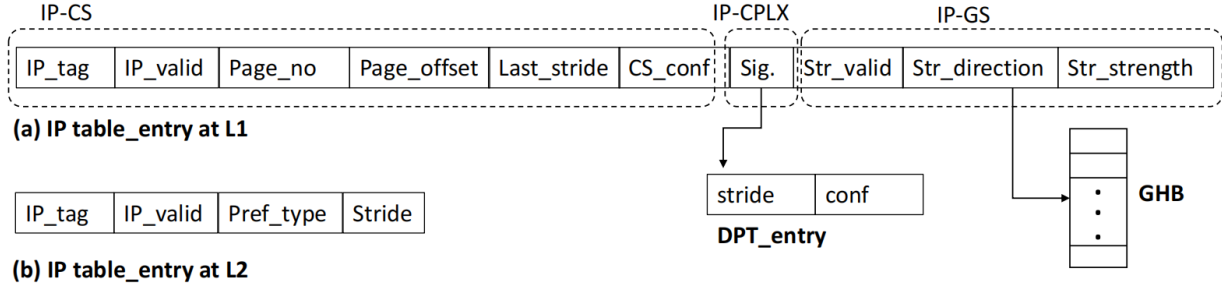 IP-CS IP-CPLX IP-GS
IP_tag IP_valid Page_no Page_offset Last_stride CS_conf Sig. Str_valid Str_direction Str_strength
(a) IP table_entry at L1
stride conf
GHB
IP_tag IP_valid Pref_type Stride
DPT_entry
(b) IP table_entry at L2